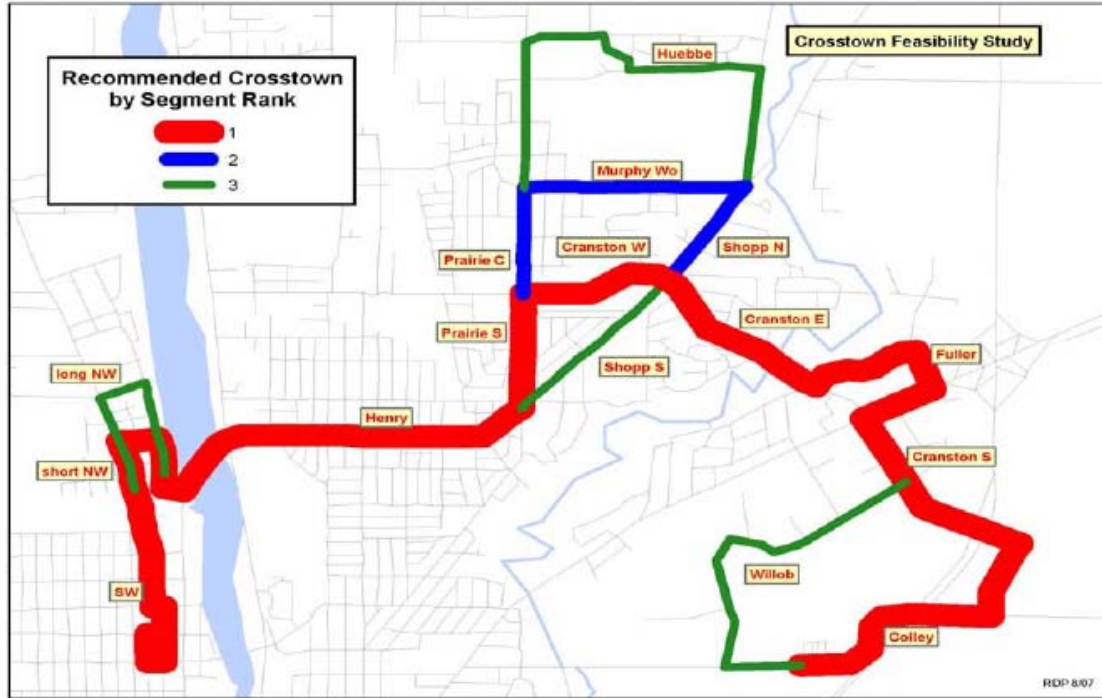 Crosstown Feasibility Study
Recommended Crosstown
by Segment Rank
1
2
3
Huebbe
Murphy Wo
Prairie C
Cranston W
Shopp N
Prairie S
Cranston E
Shopp S
Fuller
long NW
Henry
short NW
Cranston S
SW
Willob
Colley
RDP 8/07